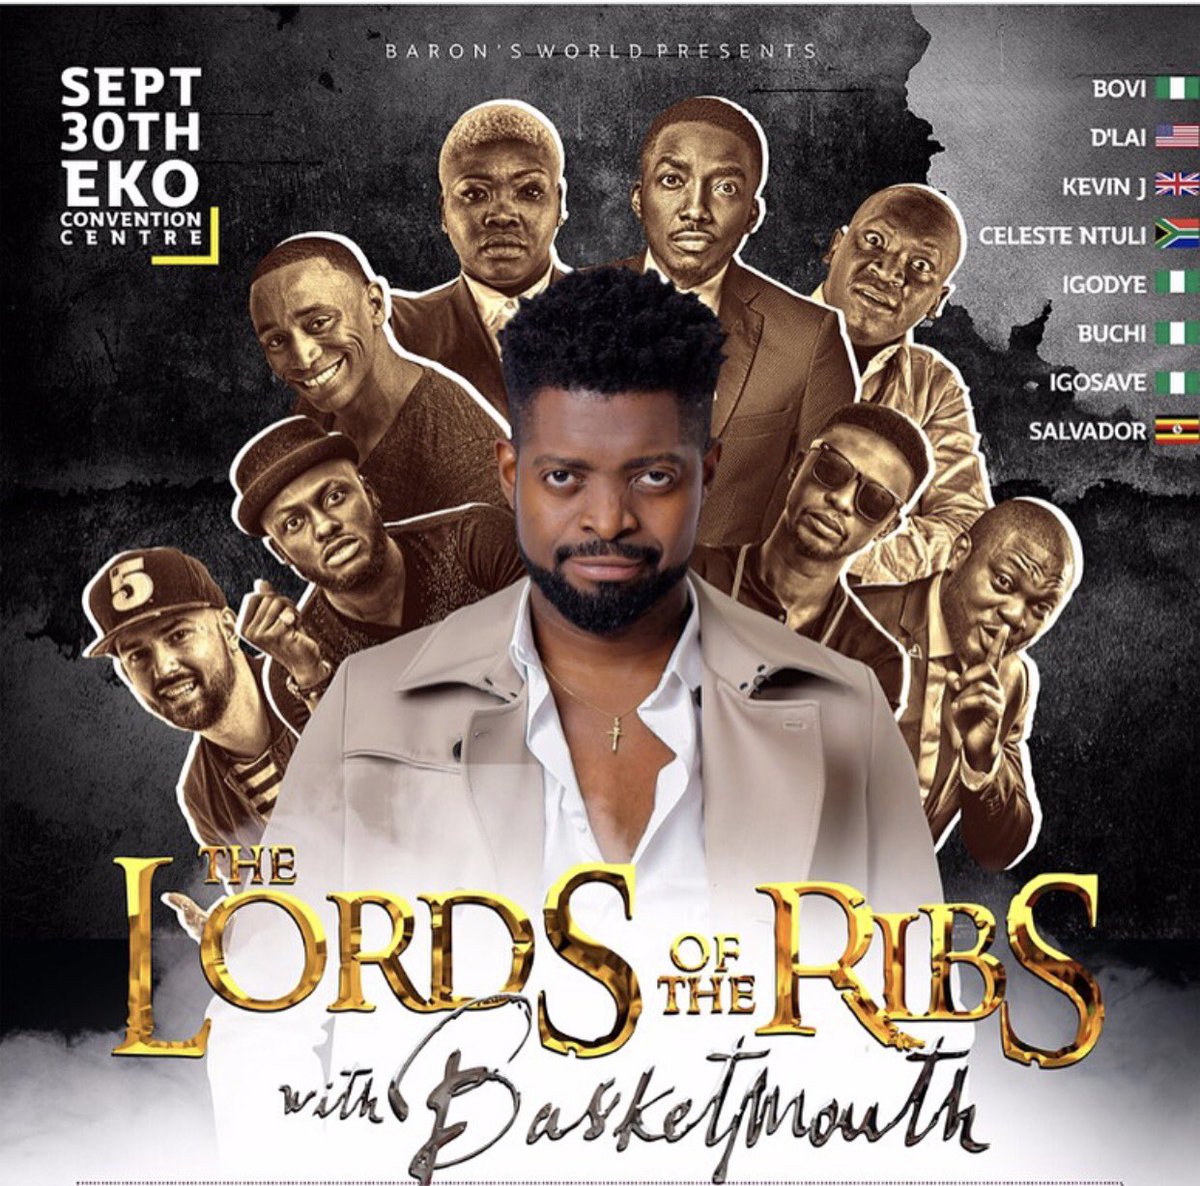 BARON'S WORLD PRESENTS
SEPT
30TH
EKO
CONVENTION
CENTRE
BOVI
D'LAI
KEVIN J
CELESTE NTULI
IGODYE
BUCHI
IGOSAVE
SALVADOR
5
THE
LORDS OF THE RIBS
with Basketmouth